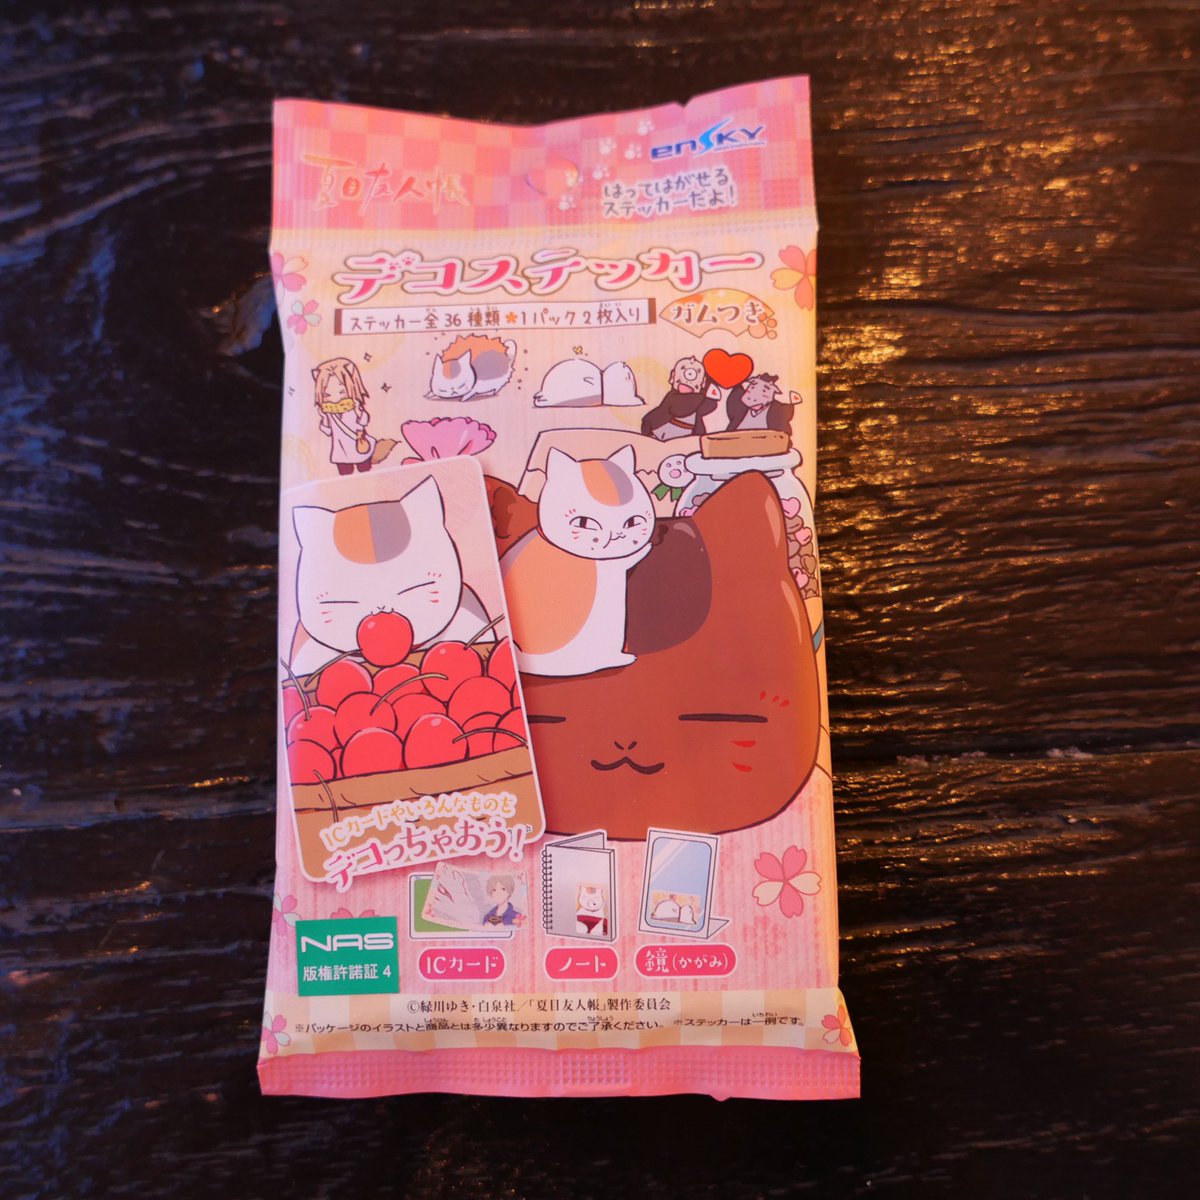 夏目友人帳
ensKY
はってはがせる
ステッカーだよ!
デコステッカー
ステッカー全36種類 1パック2枚入り
ガムつき
ICカードやいろんなものを
デコっちゃおう!
ICカード
ノート
鏡(かがみ)
NAS
版権許諾証4
©緑川ゆき・白泉社/「夏目友人帳」製作委員会
※パッケージのイラストと商品とは多少異なりますのでご了承ください。 ※ステッカーは一例です。